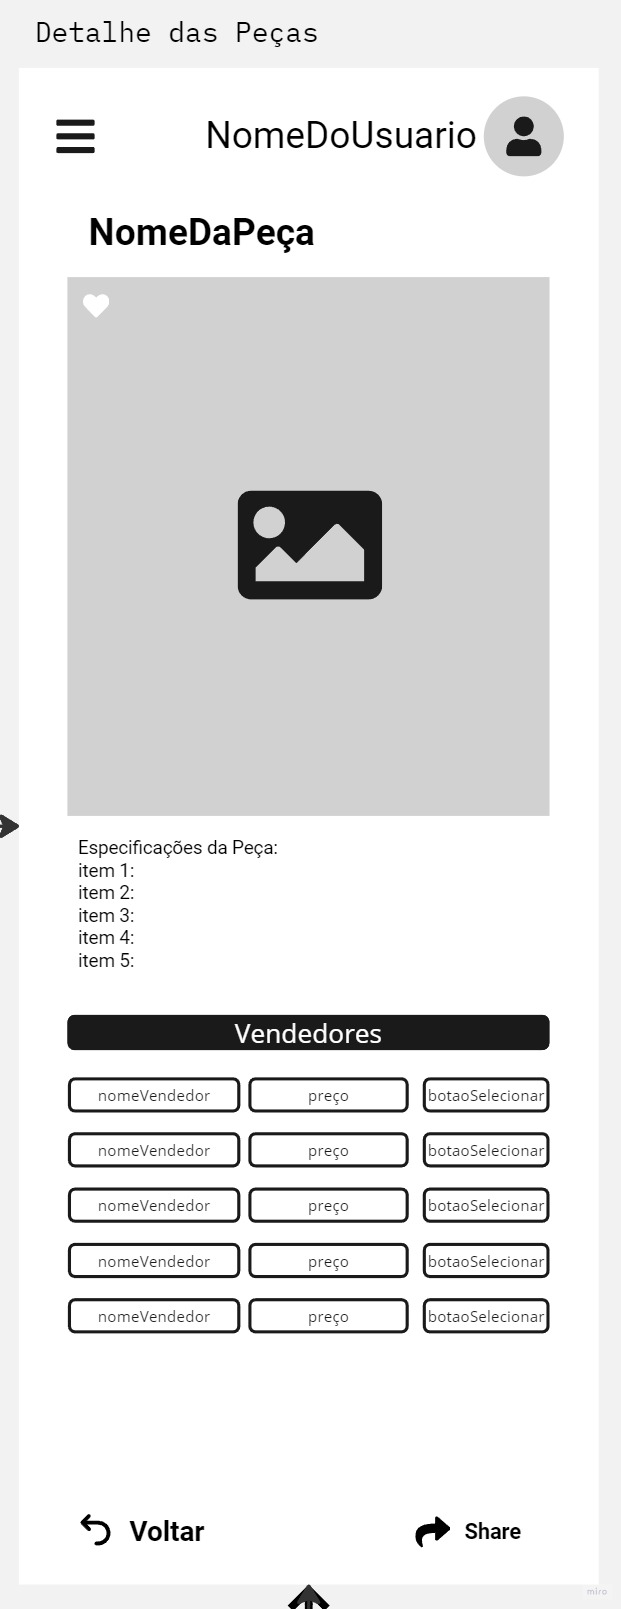 Detalhe das Peças
NomeDoUsuario
NomeDaPeça
Especificações da Peça:
item 1:
item 2:
item 3:
item 4:
item 5:
Vendedores
nomeVendedor preço botaoSelecionar
nomeVendedor preço botaoSelecionar
nomeVendedor preço botaoSelecionar
nomeVendedor preço botaoSelecionar
nomeVendedor preço botaoSelecionar
Voltar Share
miro